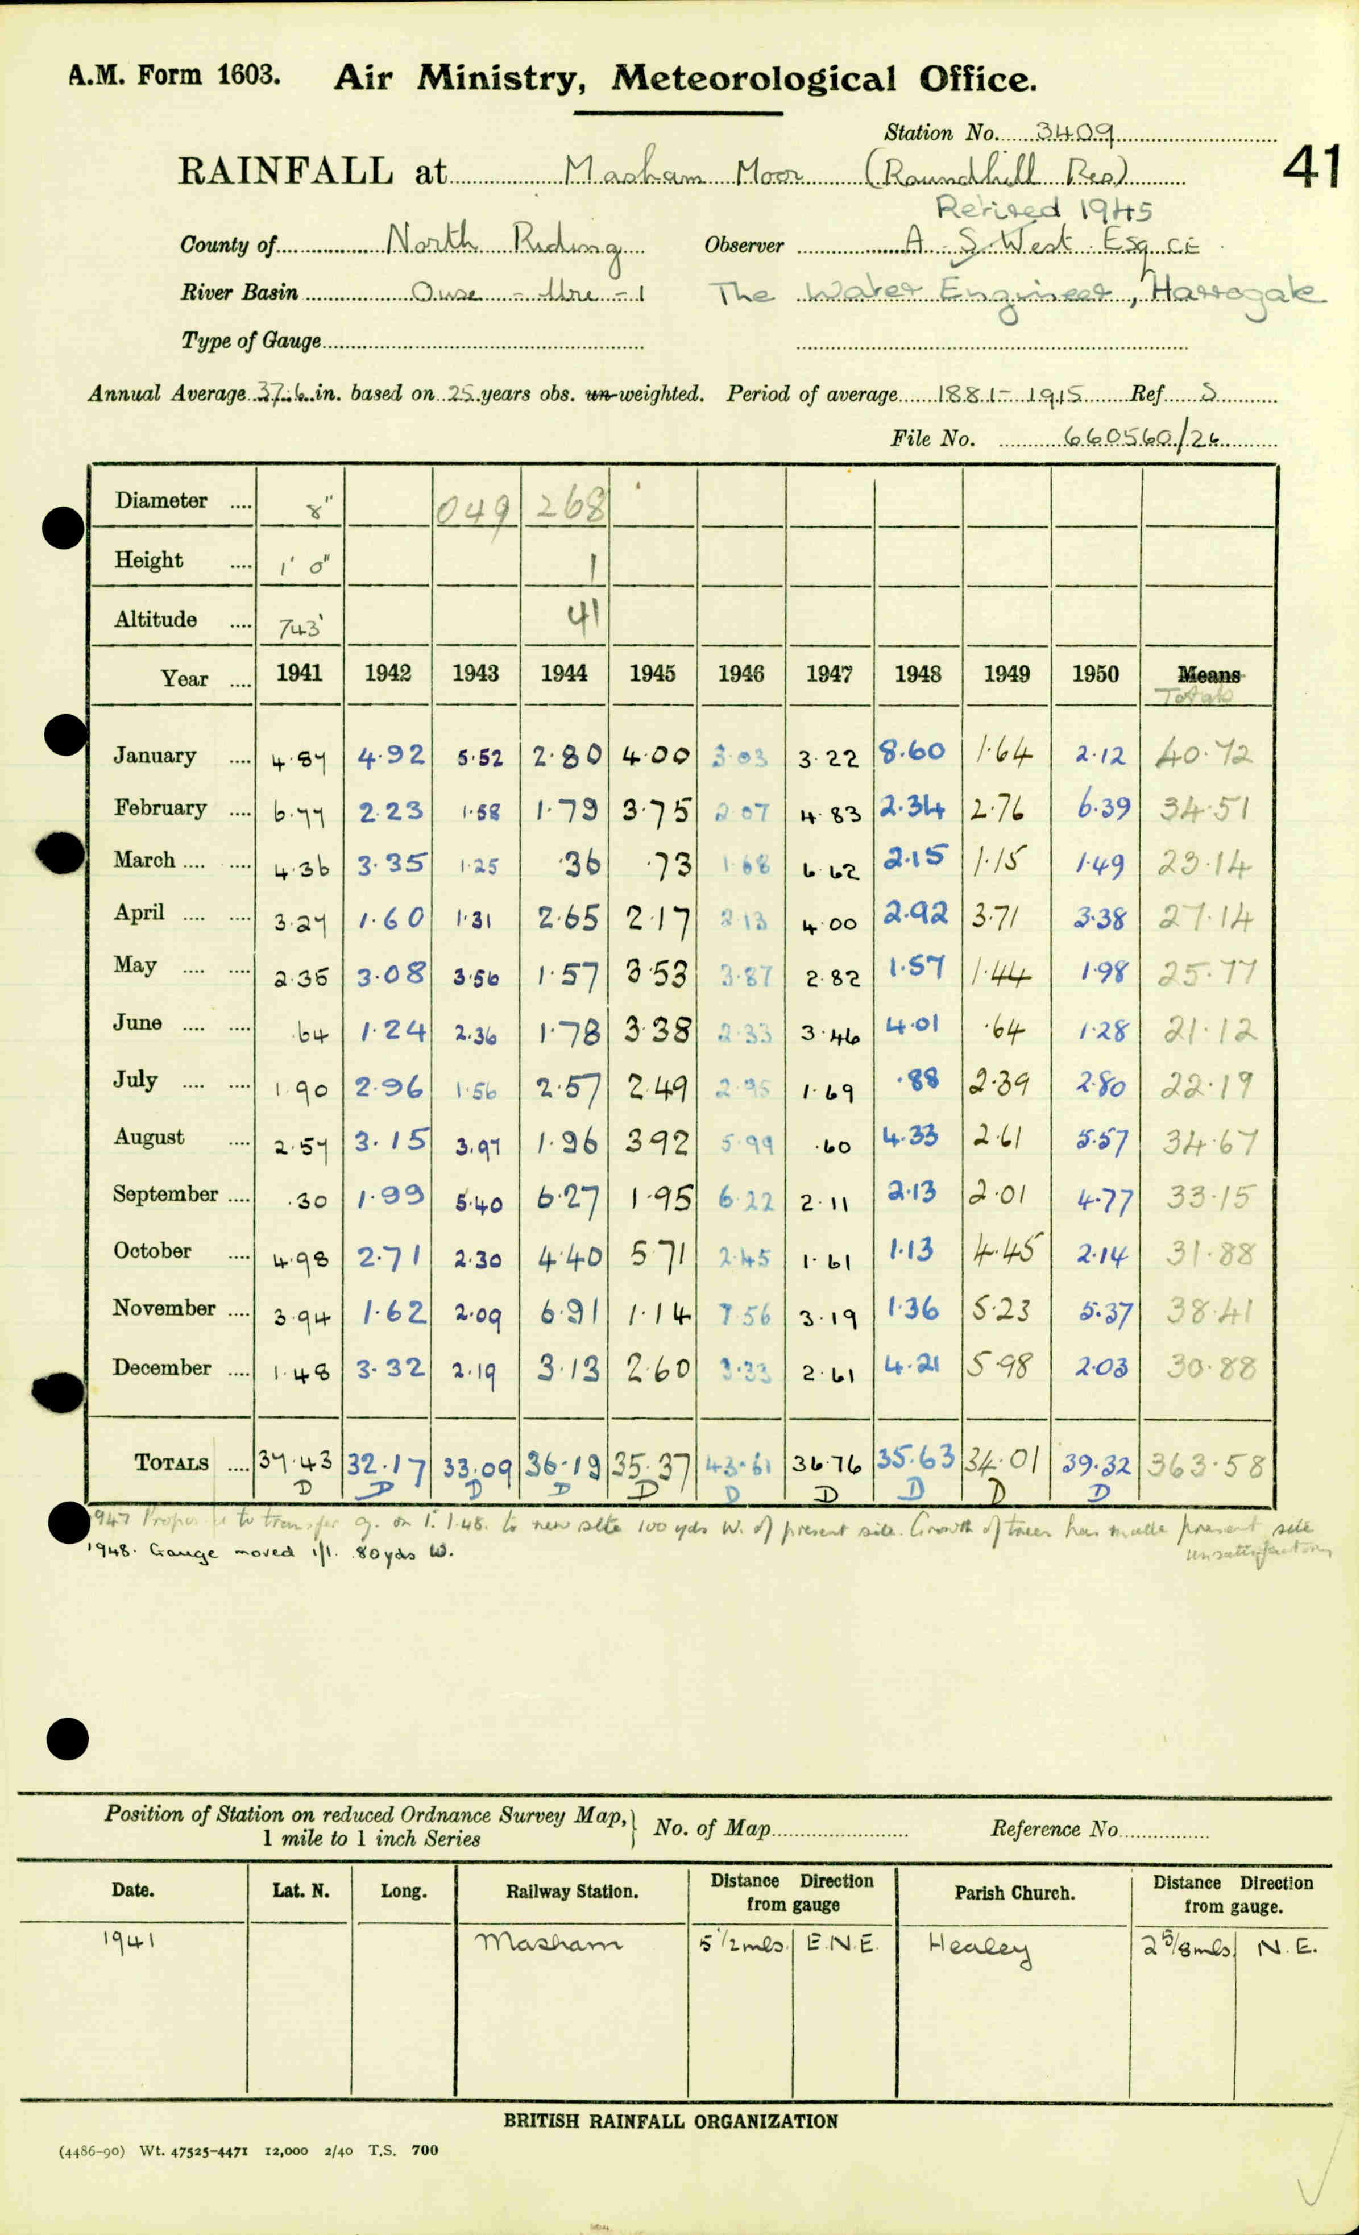 A.M. Form 1603. Air Ministry, Meteorological Office.
Station No. 3409
41
RAINFALL at Masham Moor (Roundhill Res)
Revised 1945
County of North Riding Observer A. S. West Esq CE.
River Basin Ouse - Ure - 1 The Water Engineer, Harrogate
Type of Gauge
Annual Average 37.6 in. based on 25 years obs. un-weighted. Period of average 1881-1915 Ref. S
File No. 660560/26
Diameter .... 8" 049 268
Height .... 1' 0" 1
Altitude .... 743' 41
Year .... 1941 1942 1943 1944 1945 1946 1947 1948 1949 1950 Means
Totals
January .... 4.87 4.92 5.52 2.80 4.00 3.03 3.22 8.60 1.64 2.12 40.72
February .... 6.77 2.23 1.58 1.79 3.75 2.07 4.83 2.34 2.76 6.39 34.51
March .... .... 4.36 3.35 1.25 .36 .73 1.68 6.62 2.15 1.15 1.49 23.14
April .... .... 3.27 1.60 1.31 2.65 2.17 2.13 4.00 2.92 3.71 3.38 27.14
May .... .... 2.35 3.08 3.56 1.57 3.53 3.87 2.82 1.57 1.44 1.98 25.77
June .... .... .64 1.24 2.36 1.78 3.38 2.33 3.46 4.01 .64 1.28 21.12
July .... .... 1.90 2.96 1.56 2.57 2.49 2.95 1.69 .88 2.39 2.80 22.19
August .... 2.57 3.15 3.97 1.96 3.92 5.99 .60 4.33 2.61 5.57 34.67
September .... .30 1.99 5.40 6.27 1.95 6.22 2.11 2.13 2.01 4.77 33.15
October .... 4.98 2.71 2.30 4.40 5.71 2.45 1.61 1.13 4.45 2.14 31.88
November .... 3.94 1.62 2.09 6.91 1.14 7.56 3.19 1.36 5.23 5.37 38.41
December .... 1.48 3.32 2.19 3.13 2.60 3.33 2.61 4.21 5.98 2.03 30.88
TOTALS .... 37.43 32.17 33.09 36.19 35.37 43.61 36.76 35.63 34.01 39.32 363.58
D D D D D D D D D D
1947 to transfer g. on 1.1.48. to new site 100 yds W. of present site. Growth of trees has made present site
unsatisfactory
1948. Gauge moved 1/1. 80yds W.
Position of Station on reduced Ordnance Survey Map,
1 mile to 1 inch Series
No. of Map Reference No.
Date. Lat. N. Long. Railway Station. Distance Direction from gauge Parish Church. Distance Direction from gauge.
1941 Masham 5 1/2 mls. E.N.E. Healey 2 5/8 mls N.E.
BRITISH RAINFALL ORGANIZATION
(4486-90) Wt. 47525-4471 12,000 2/40 T.S. 700